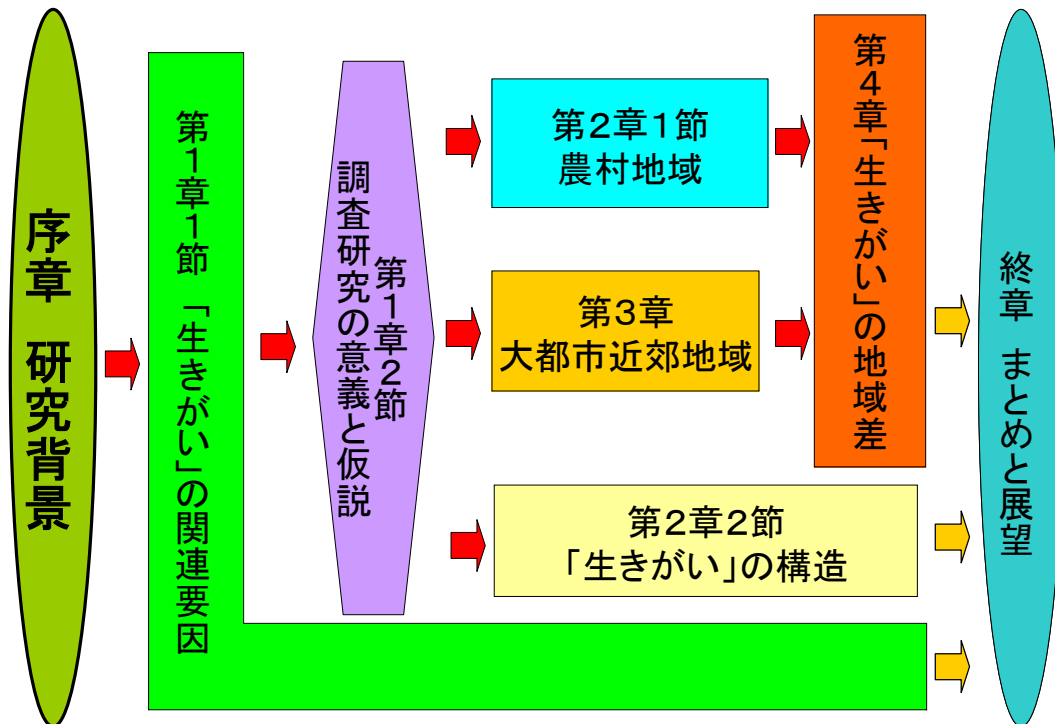 序章 研究背景
第1章1節 「生きがい」の関連要因
第1章2節
調査研究の意義と仮説
第2章1節
農村地域
第3章
大都市近郊地域
第2章2節
「生きがい」の構造
第4章「生きがい」の地域差
終章 まとめと展望